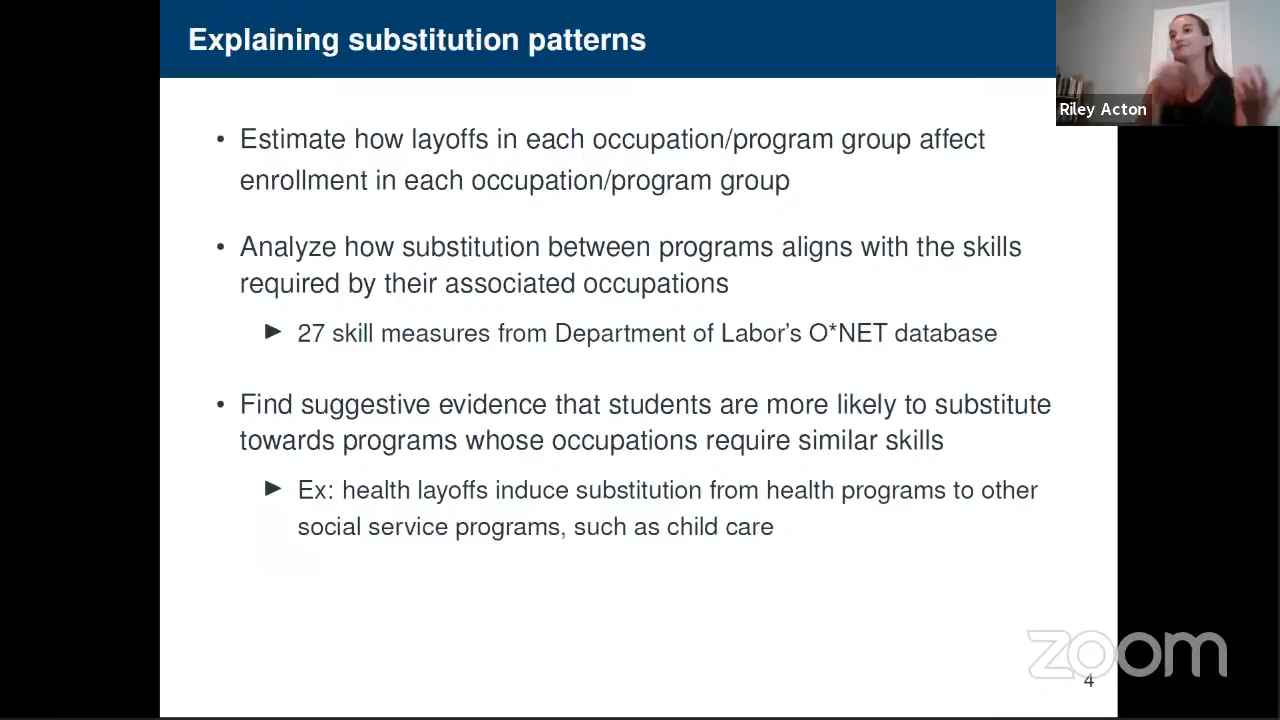 Explaining substitution patterns
Riley Acton
• Estimate how layoffs in each occupation/program group affect
enrollment in each occupation/program group
• Analyze how substitution between programs aligns with the skills
required by their associated occupations
▶ 27 skill measures from Department of Labor's O*NET database
• Find suggestive evidence that students are more likely to substitute
towards programs whose occupations require similar skills
▶ Ex: health layoffs induce substitution from health programs to other
social service programs, such as child care
zoom
4